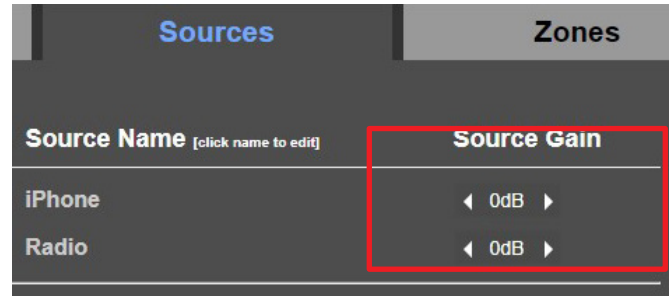 Sources Zones
Source Name [click name to edit] Source Gain
iPhone 0dB
Radio 0dB